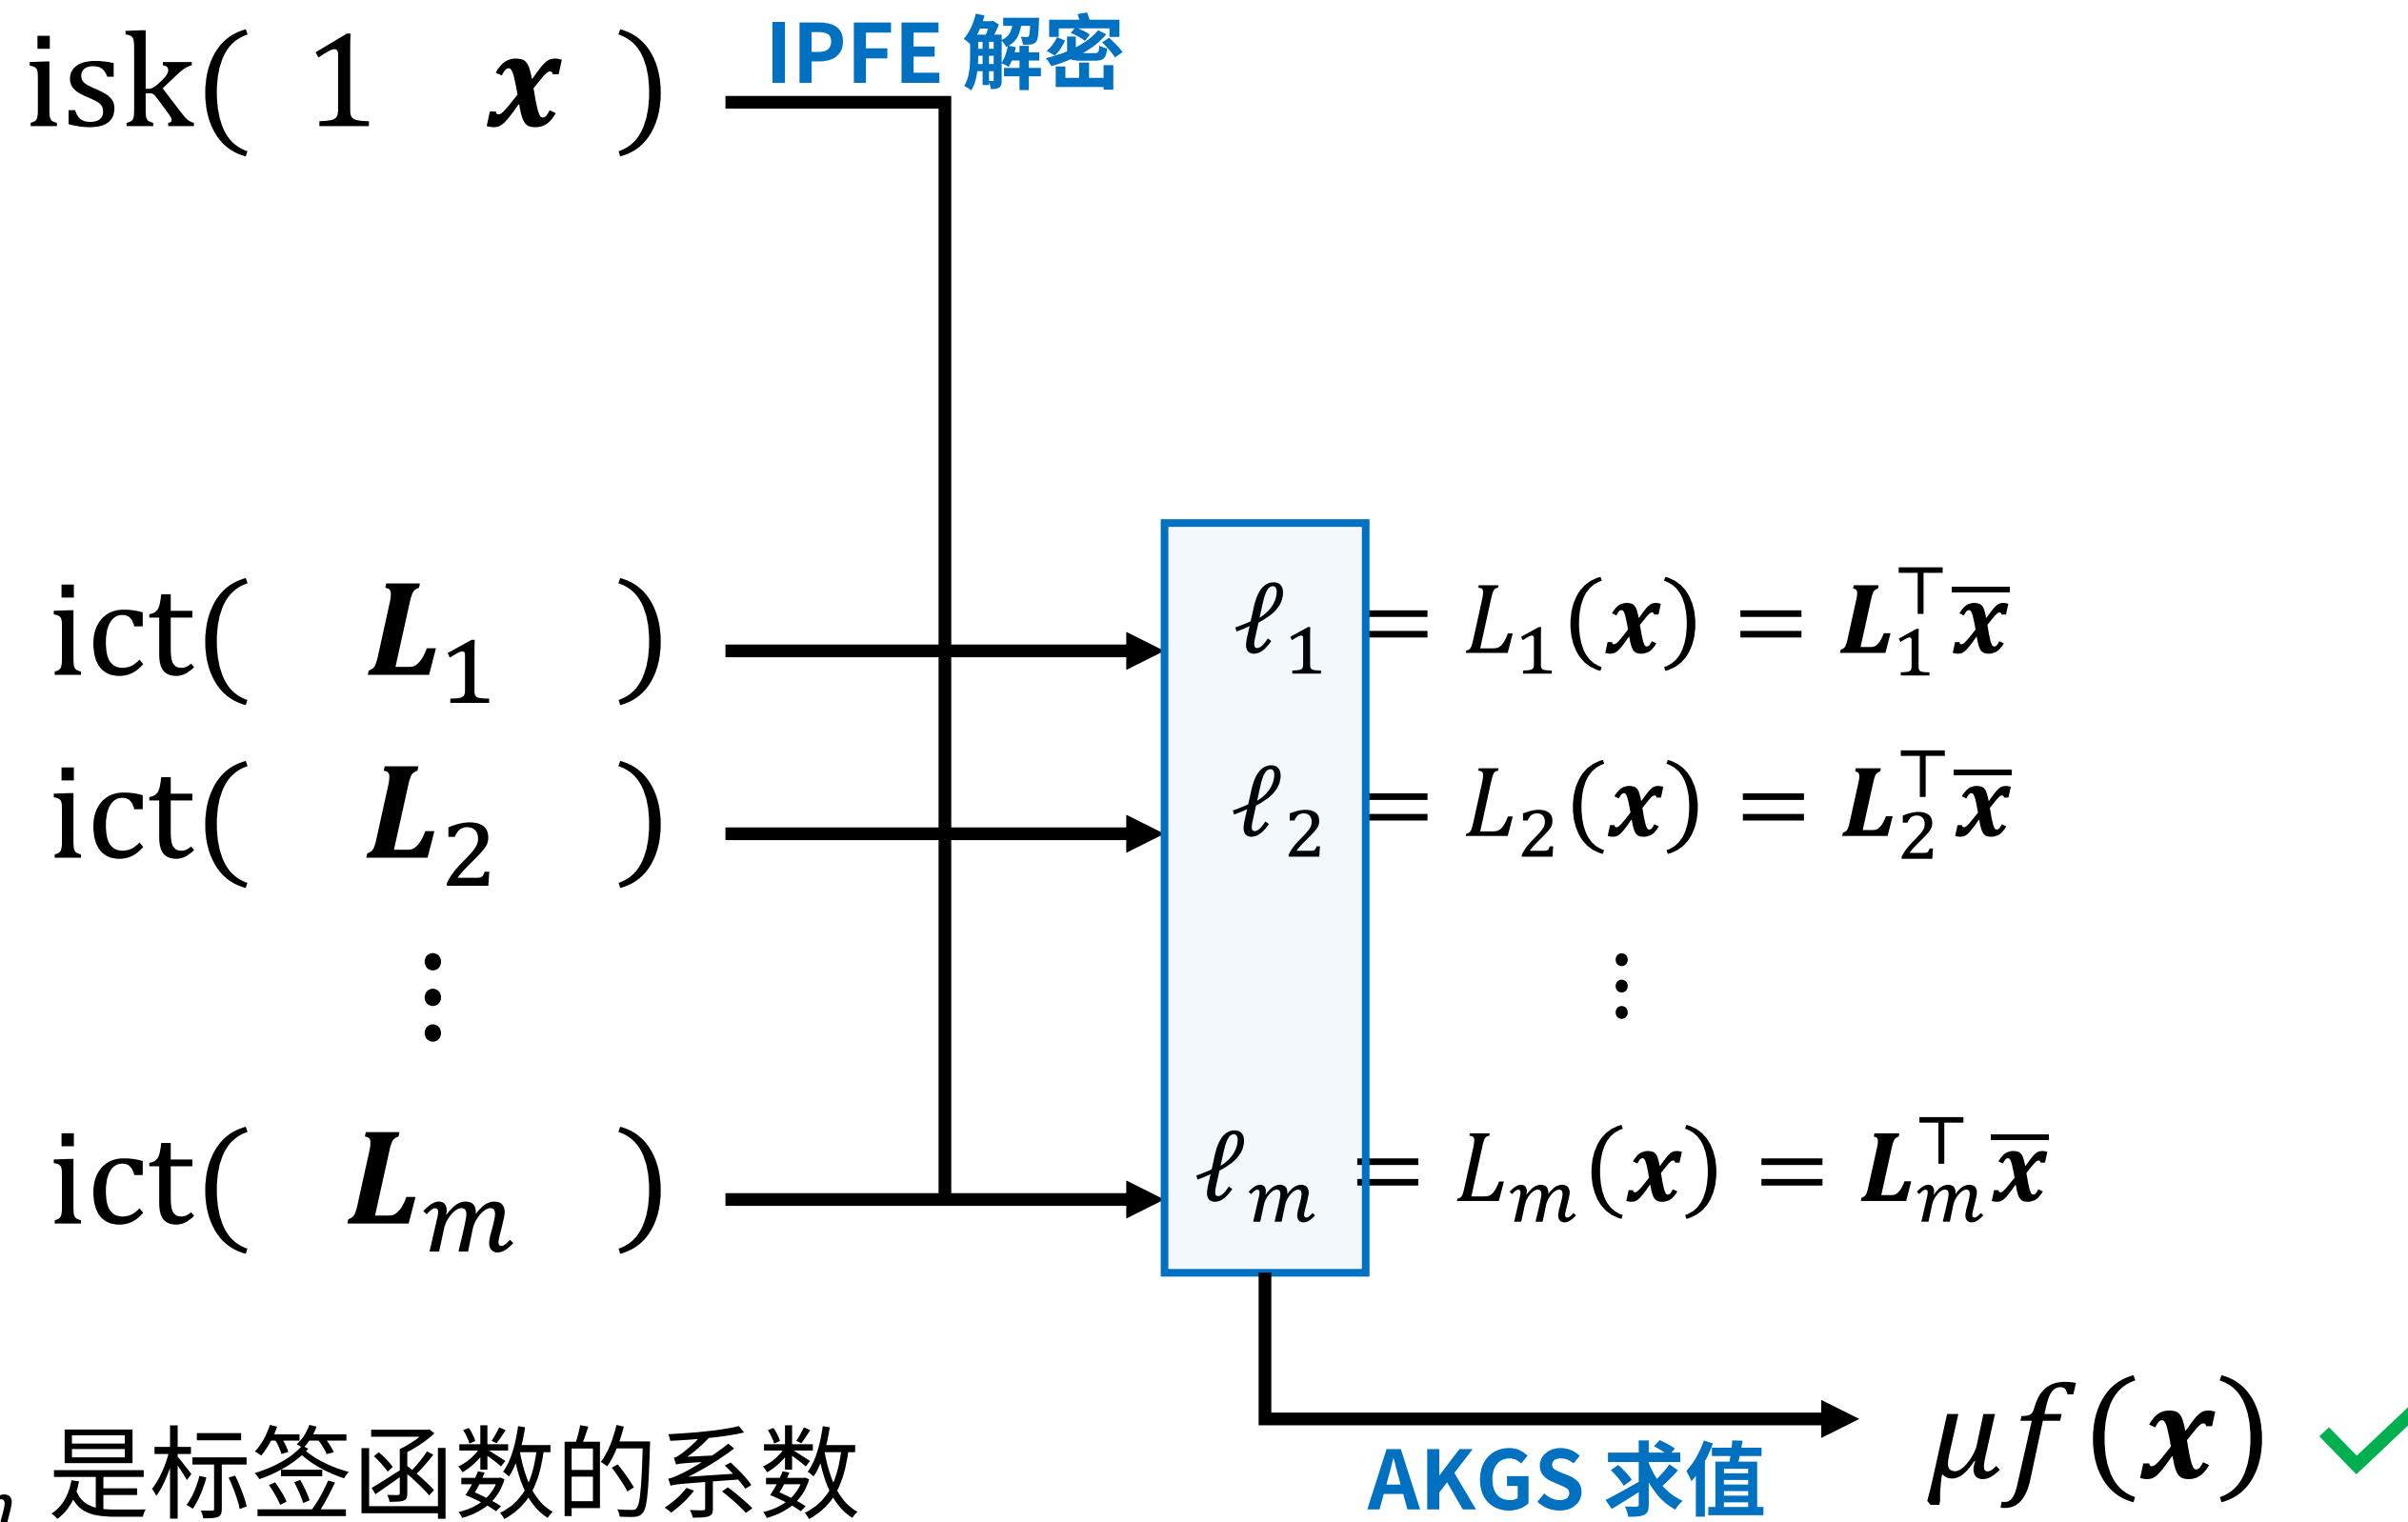 isk( 1 𝒙 ) IPFE 解密
ict( 𝑳₁ ) ℓ₁ = 𝐿₁(𝒙) = 𝑳₁ᵀ𝒙̅
ict( 𝑳₂ ) ℓ₂ = 𝐿₂(𝒙) = 𝑳₂ᵀ𝒙̅
⋮ ⋮
ict( 𝑳ₘ ) ℓₘ = 𝐿ₘ(𝒙) = 𝑳ₘᵀ𝒙̅
𝜇𝑓(𝒙)
是标签函数的系数 AKGS 求值